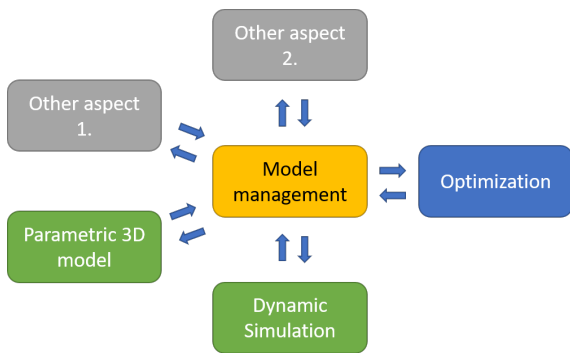 Other aspect
2.
Other aspect
1.
Model
management
Optimization
Parametric 3D
model
Dynamic
Simulation